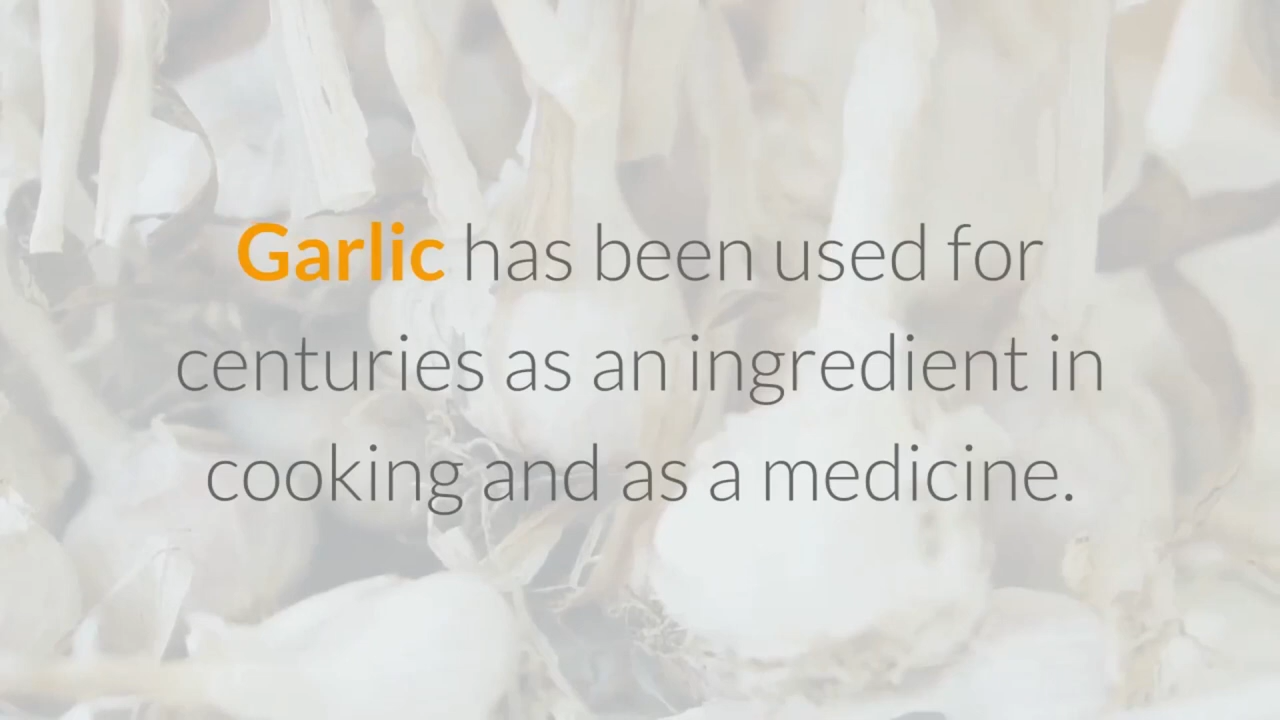 Garlic has been used for
centuries as an ingredient in
cooking and as a medicine.